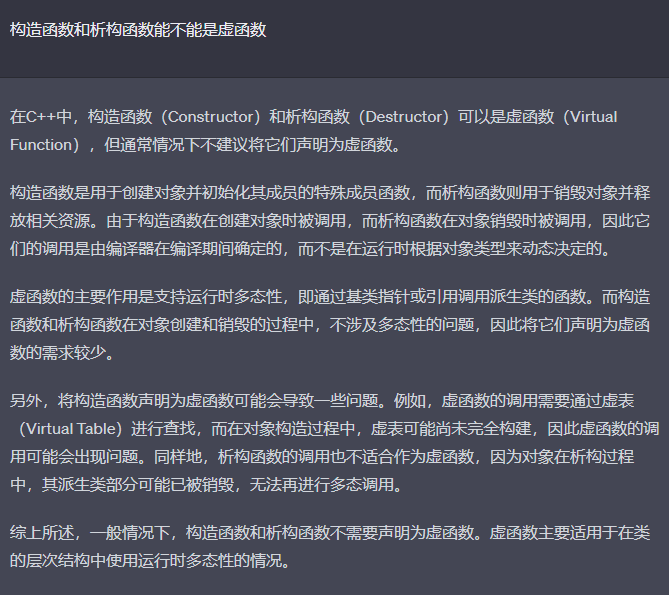 构造函数和析构函数能不能是虚函数
在C++中，构造函数（Constructor）和析构函数（Destructor）可以是虚函数（Virtual
Function），但通常情况下不建议将它们声明为虚函数。
构造函数是用于创建对象并初始化其成员的特殊成员函数，而析构函数则用于销毁对象并释
放相关资源。由于构造函数在创建对象时被调用，而析构函数在对象销毁时被调用，因此它
们的调用是由编译器在编译期间确定的，而不是在运行时根据对象类型来动态决定的。
虚函数的主要作用是支持运行时多态性，即通过基类指针或引用调用派生类的函数。而构造
函数和析构函数在对象创建和销毁的过程中，不涉及多态性的问题，因此将它们声明为虚函
数的需求较少。
另外，将构造函数声明为虚函数可能会导致一些问题。例如，虚函数的调用需要通过虚表
（Virtual Table）进行查找，而在对象构造过程中，虚表可能尚未完全构建，因此虚函数的调
用可能会出现问题。同样地，析构函数的调用也不适合作为虚函数，因为对象在析构过程
中，其派生类部分可能已被销毁，无法再进行多态调用。
综上所述，一般情况下，构造函数和析构函数不需要声明为虚函数。虚函数主要适用于在类
的层次结构中使用运行时多态性的情况。